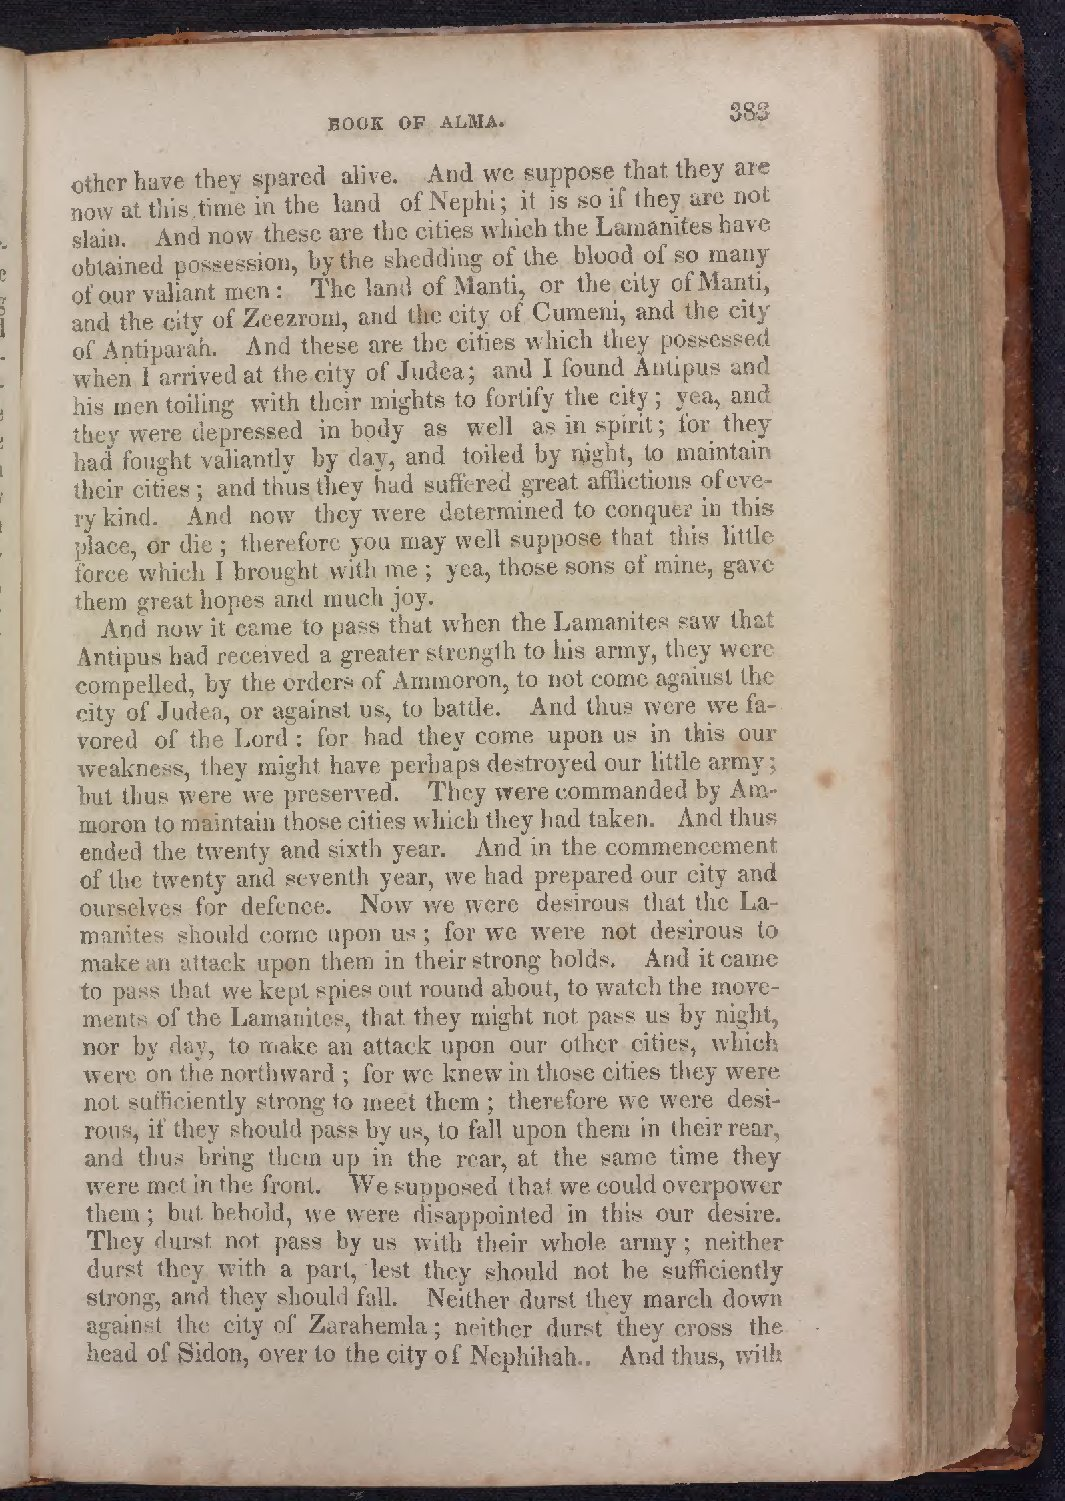 BOOK OF ALMA. 383
other have they spared alive. And we suppose that they are
now at this time in the land of Nephi; it is so if they are not
slain. And now these are the cities which the Lamanites have
obtained possession, by the shedding of the blood of so many
of our valiant men: The land of Manti, or the city of Manti,
and the city of Zeezrom, and the city of Cumeni, and the city
of Antiparah. And these are the cities which they possessed
when I arrived at the city of Judea; and I found Antipus and
his men toiling with their mights to fortify the city; yea, and
they were depressed in body as well as in spirit; for they
had fought valiantly by day, and toiled by night, to maintain
their cities; and thus they had suffered great afflictions of eve-
ry kind. And now they were determined to conquer in this
place, or die; therefore you may well suppose that this little
force which I brought with me; yea, those sons of mine, gave
them great hopes and much joy.
And now it came to pass that when the Lamanites saw that
Antipus had received a greater strength to his army, they were
compelled, by the orders of Ammoron, to not come against the
city of Judea, or against us, to battle. And thus were we fa-
vored of the Lord: for had they come upon us in this our
weakness, they might have perhaps destroyed our little army;
but thus were we preserved. They were commanded by Am-
moron to maintain those cities which they had taken. And thus
ended the twenty and sixth year. And in the commencement
of the twenty and seventh year, we had prepared our city and
ourselves for defence. Now we were desirous that the La-
manites should come upon us; for we were not desirous to
make an attack upon them in their strong holds. And it came
to pass that we kept spies out round about, to watch the move-
ments of the Lamanites, that they might not pass us by night,
nor by day, to make an attack upon our other cities, which
were on the northward; for we knew in those cities they were
not sufficiently strong to meet them; therefore we were desi-
rous, if they should pass by us, to fall upon them in their rear,
and thus bring them up in the rear, at the same time they
were met in the front. We supposed that we could overpower
them; but behold, we were disappointed in this our desire.
They durst not pass by us with their whole army; neither
durst they with a part, lest they should not be sufficiently
strong, and they should fall. Neither durst they march down
against the city of Zarahemla; neither durst they cross the
head of Sidon, over to the city of Nephihah.. And thus, with